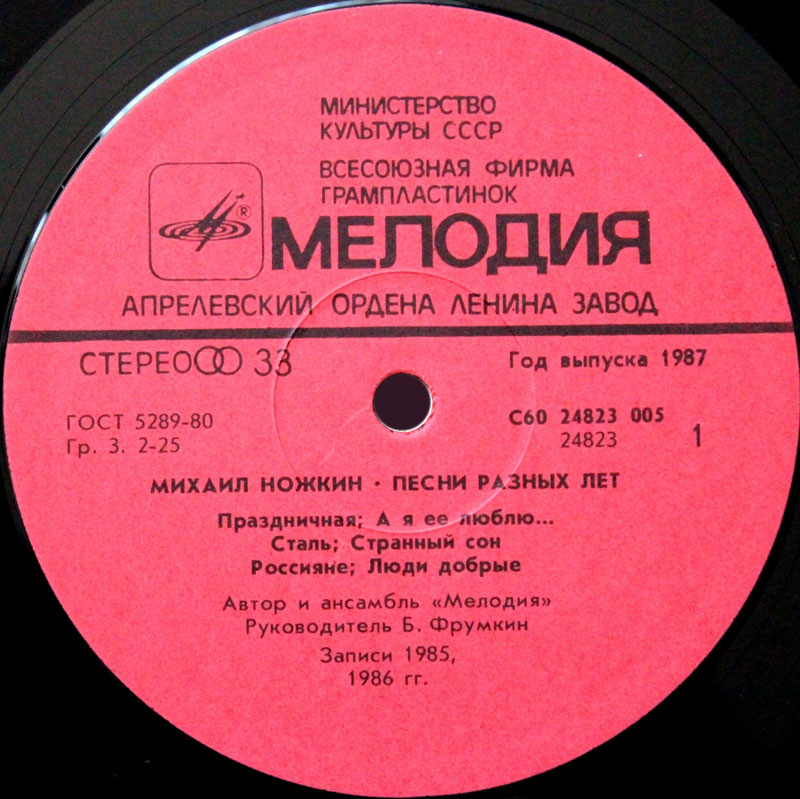 МИНИСТЕРСТВО
КУЛЬТУРЫ СССР
ВСЕСОЮЗНАЯ ФИРМА
ГРАМПЛАСТИНОК
®
МЕЛОДИЯ
АПРЕЛЕВСКИЙ ОРДЕНА ЛЕНИНА ЗАВОД
СТЕРЕО 33
Год выпуска 1987
ГОСТ 5289-80
Гр. 3. 2-25
С60 24823 005
24823
1
МИХАИЛ НОЖКИН · ПЕСНИ РАЗНЫХ ЛЕТ
Праздничная; А я ее люблю...
Сталь; Странный сон
Россияне; Люди добрые
Автор и ансамбль «Мелодия»
Руководитель Б. Фрумкин
Записи 1985,
1986 гг.